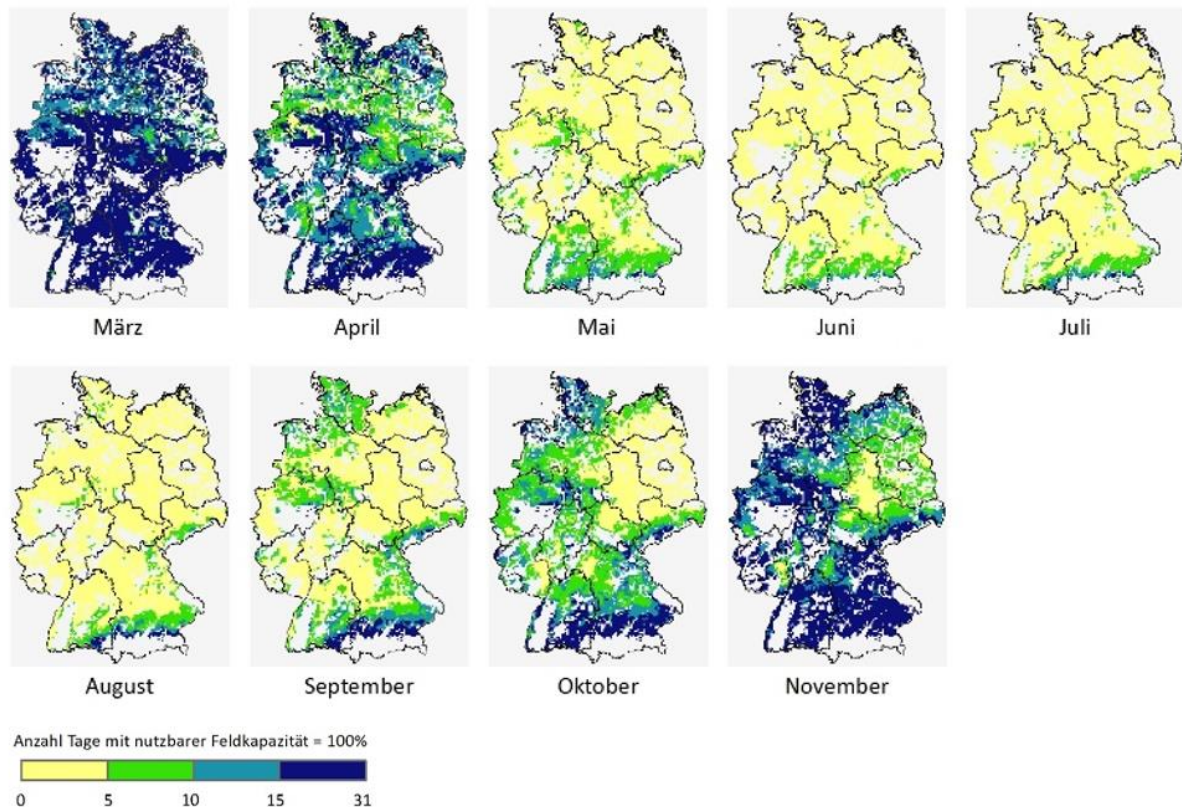 März April Mai Juni Juli
August September Oktober November
Anzahl Tage mit nutzbarer Feldkapazität = 100%
0 5 10 15 31